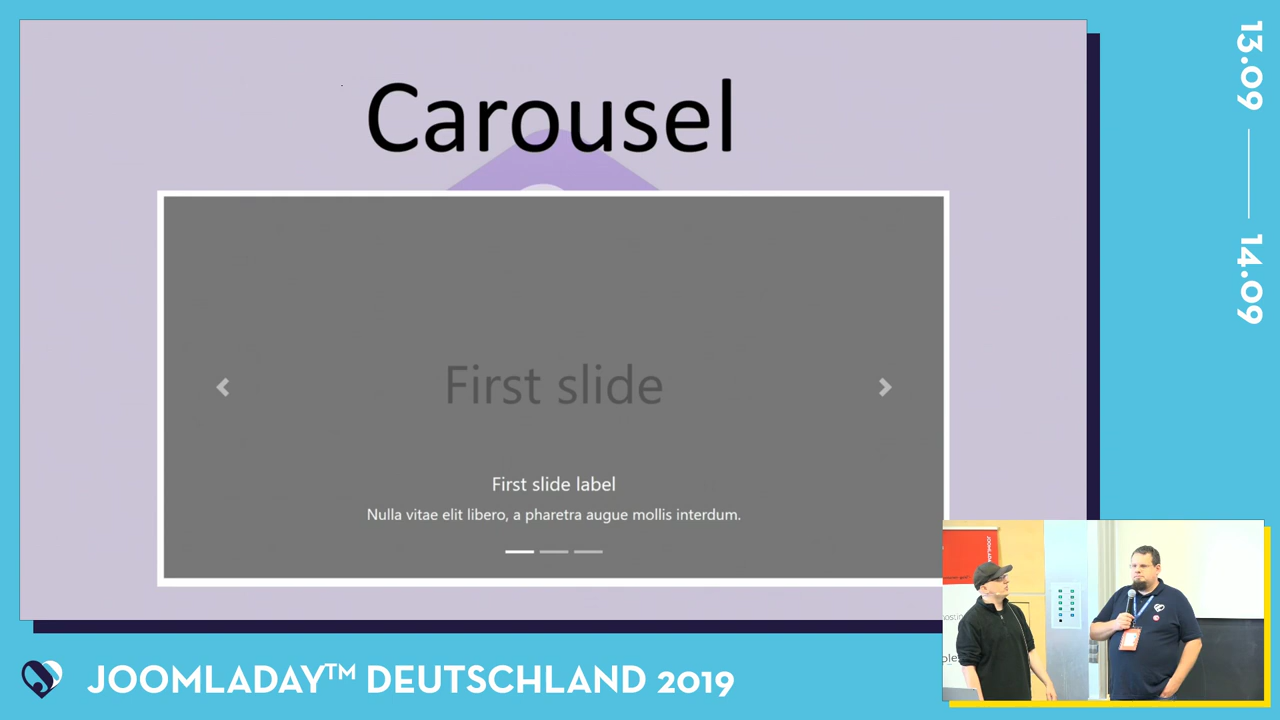 Carousel
First slide
First slide label
Nulla vitae elit libero, a pharetra augue mollis interdum.
13.09
14.09
JOOMLADAY™ DEUTSCHLAND 2019